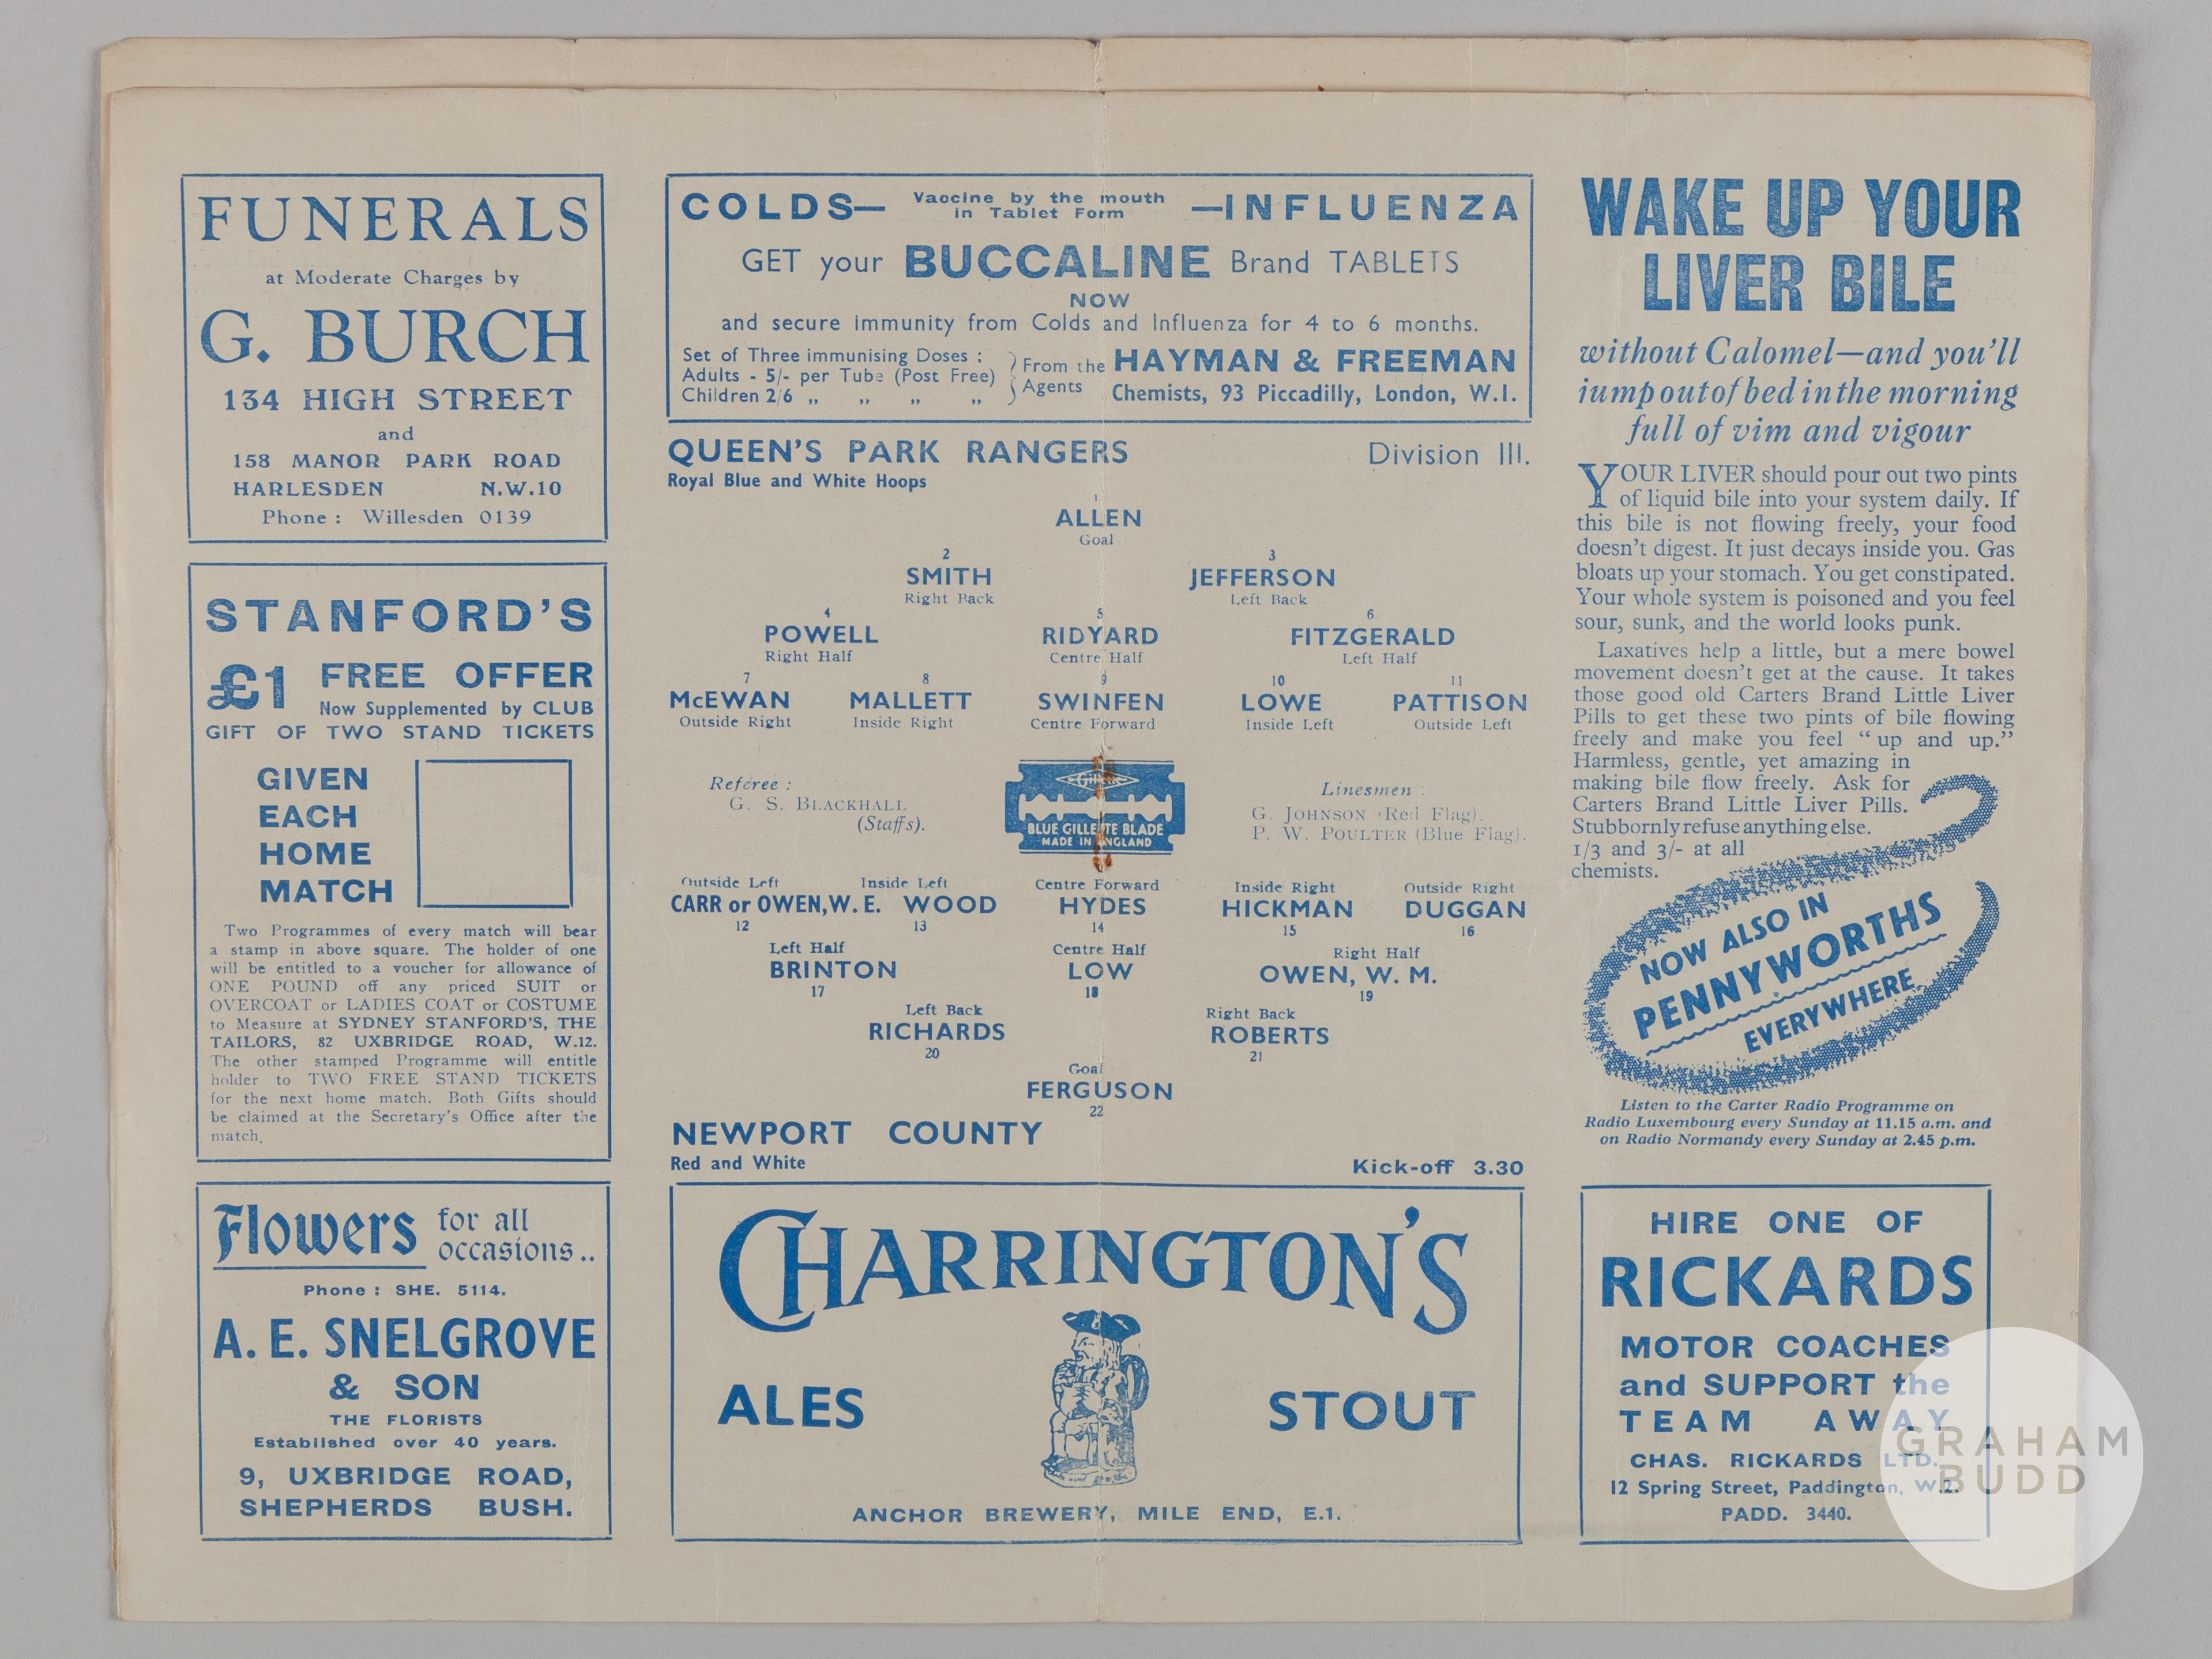 FUNERALS
at Moderate Charges by
G. BURCH
134 HIGH STREET
and
158 MANOR PARK ROAD
HARLESDEN N.W.10
Phone : Willesden 0139
STANFORD'S
£1 FREE OFFER
Now Supplemented by CLUB
GIFT OF TWO STAND TICKETS
GIVEN
EACH
HOME
MATCH
Two Programmes of every match will bear
a stamp in above square. The holder of one
will be entitled to a voucher for allowance of
ONE POUND off any priced SUIT or
OVERCOAT or LADIES COAT or COSTUME
to Measure at SYDNEY STANFORD'S, THE
TAILORS, 82 UXBRIDGE ROAD, W.12.
The other stamped Programme will entitle
holder to TWO FREE STAND TICKETS
for the next home match. Both Gifts should
be claimed at the Secretary's Office after the
match.
Flowers for all
occasions..
Phone : SHE. 5114.
A. E. SNELGROVE
& SON
THE FLORISTS
Established over 40 years.
9, UXBRIDGE ROAD,
SHEPHERDS BUSH.
COLDS— Vaccine by the mouth
in Tablet Form —INFLUENZA
GET your BUCCALINE Brand TABLETS
NOW
and secure immunity from Colds and Influenza for 4 to 6 months.
Set of Three immunising Doses :
Adults - 5/- per Tube (Post Free)
Children 2/6 ,, ,, ,, ,,
From the
Agents
HAYMAN & FREEMAN
Chemists, 93 Piccadilly, London, W.I.
QUEEN'S PARK RANGERS Division III.
Royal Blue and White Hoops
1
ALLEN
Goal
2 3
SMITH JEFFERSON
Right Back Left Back
4 5 6
POWELL RIDYARD FITZGERALD
Right Half Centre Half Left Half
7 8 9 10 11
McEWAN MALLETT SWINFEN LOWE PATTISON
Outside Right Inside Right Centre Forward Inside Left Outside Left
Referee :
G. S. BLACKHALL
(Staffs).
Gillette
BLUE GILLETTE BLADE
MADE IN ENGLAND
Linesmen :
G. JOHNSON (Red Flag).
P. W. POULTER (Blue Flag).
Outside Left Inside Left Centre Forward Inside Right Outside Right
CARR or OWEN, W. E. WOOD HYDES HICKMAN DUGGAN
12 13 14 15 16
Left Half Centre Half Right Half
BRINTON LOW OWEN, W. M.
17 18 19
Left Back Right Back
RICHARDS ROBERTS
20 21
Goal
FERGUSON
22
NEWPORT COUNTY
Red and White Kick-off 3.30
CHARRINGTON'S
ALES STOUT
ANCHOR BREWERY, MILE END, E.1.
WAKE UP YOUR
LIVER BILE
without Calomel—and you'll
jump out of bed in the morning
full of vim and vigour
YOUR LIVER should pour out two pints
of liquid bile into your system daily. If
this bile is not flowing freely, your food
doesn't digest. It just decays inside you. Gas
bloats up your stomach. You get constipated.
Your whole system is poisoned and you feel
sour, sunk, and the world looks punk.
Laxatives help a little, but a mere bowel
movement doesn't get at the cause. It takes
those good old Carters Brand Little Liver
Pills to get these two pints of bile flowing
freely and make you feel "up and up."
Harmless, gentle, yet amazing in
making bile flow freely. Ask for
Carters Brand Little Liver Pills.
Stubbornly refuse anything else.
1/3 and 3/- at all
chemists.
NOW ALSO IN
PENNYWORTHS
EVERYWHERE
Listen to the Carter Radio Programme on
Radio Luxembourg every Sunday at 11.15 a.m. and
on Radio Normandy every Sunday at 2.45 p.m.
HIRE ONE OF
RICKARDS
MOTOR COACHES
and SUPPORT the
TEAM AWAY
CHAS. RICKARDS LTD.
12 Spring Street, Paddington, W.2.
PADD. 3440.
GRAHAM
BUDD